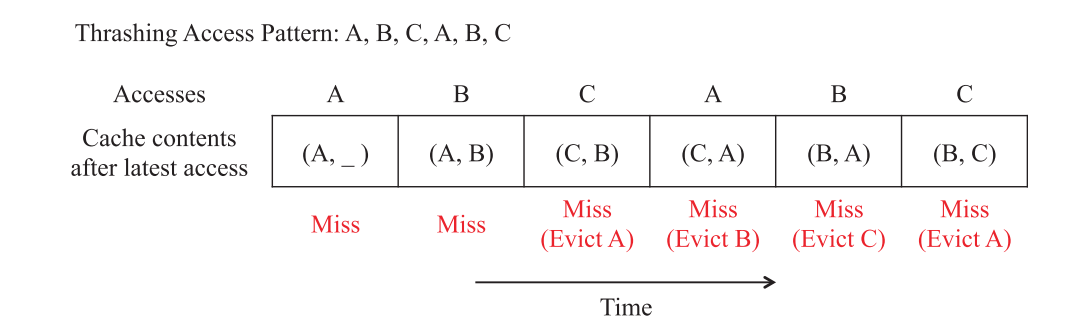 Thrashing Access Pattern: A, B, C, A, B, C
Accesses A B C A B C
Cache contents
after latest access
(A, _ ) (A, B) (C, B) (C, A) (B, A) (B, C)
Miss Miss Miss Miss Miss Miss
(Evict A) (Evict B) (Evict C) (Evict A)
Time